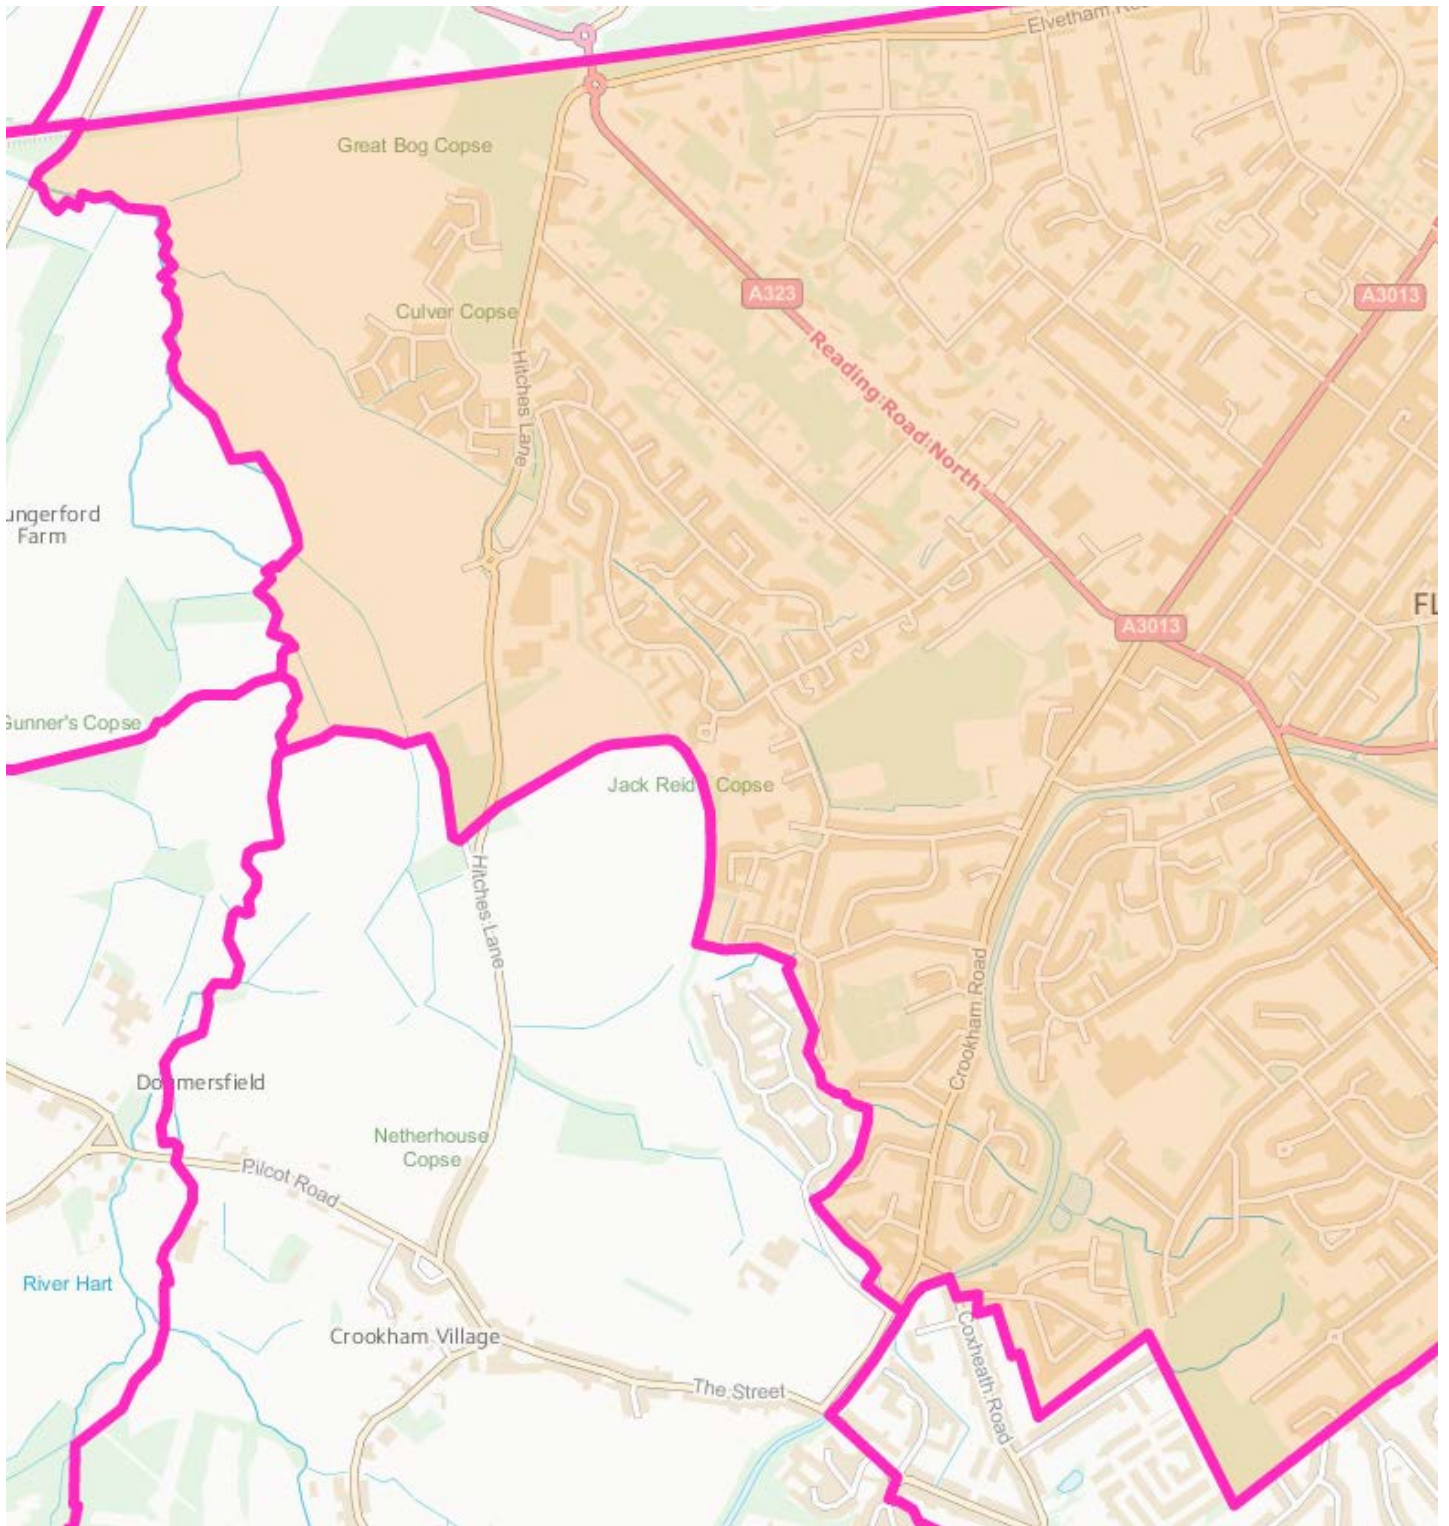 Elvetham
Great Bog Copse
A323
A3013
Culver Copse
Reading Road North
Hitches Lane
ungerford
Farm
FL
A3013
Gunner's Copse
Jack Reid Copse
Hitches Lane
Crookham Road
Netherhouse
Copse
Pilcot Road
River Hart
Crookham Village
The Street
Coxheath Road